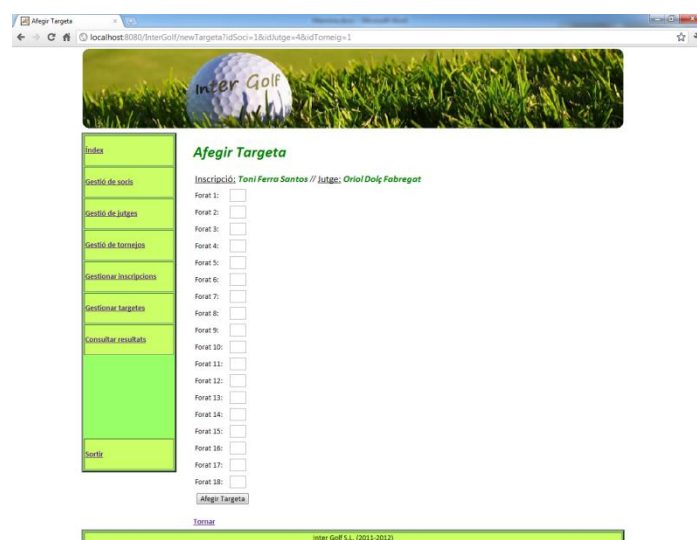 Afegir Targeta
localhost:8080/InterGolf/newTargeta?idSoci=1&idJutge=4&idTorneig=1
Inter Golf
Índex
Gestió de socis
Gestió de jutges
Gestió de tornejos
Gestionar inscripcions
Gestionar targetes
Consultar resultats
Sortir
Afegir Targeta
Inscripció: Toni Ferra Santos // Jutge: Oriol Dolç Fabregat
Forat 1:
Forat 2:
Forat 3:
Forat 4:
Forat 5:
Forat 6:
Forat 7:
Forat 8:
Forat 9:
Forat 10:
Forat 11:
Forat 12:
Forat 13:
Forat 14:
Forat 15:
Forat 16:
Forat 17:
Forat 18:
Afegir Targeta
Tornar
Inter Golf S.L. (2011-2012)